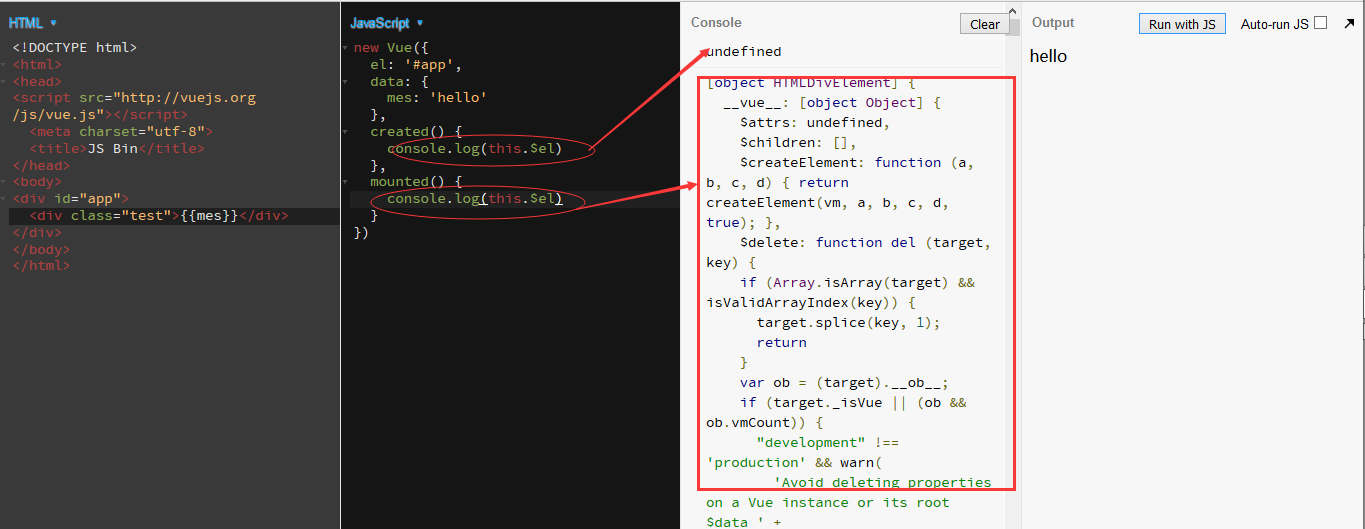 HTML
<!DOCTYPE html>
<html>
<head>
<script src="http://vuejs.org
/js/vue.js"></script>
<meta charset="utf-8">
<title>JS Bin</title>
</head>
<body>
<div id="app">
<div class="test">{{mes}}</div>
</div>
</body>
</html>
JavaScript
new Vue({
el: '#app',
data: {
mes: 'hello'
},
created() {
console.log(this.$el)
},
mounted() {
console.log(this.$el)
}
})
Console
Clear
undefined
[object HTMLDivElement] {
__vue__: [object Object] {
$attrs: undefined,
$children: [],
$createElement: function (a,
b, c, d) { return
createElement(vm, a, b, c, d,
true); },
$delete: function del (target,
key) {
if (Array.isArray(target) &&
isValidArrayIndex(key)) {
target.splice(key, 1);
return
}
var ob = (target).__ob__;
if (target._isVue || (ob &&
ob.vmCount)) {
"development" !==
'production' && warn(
'Avoid deleting properties
on a Vue instance or its root
$data ' +
Output
Run with JS
Auto-run JS
hello